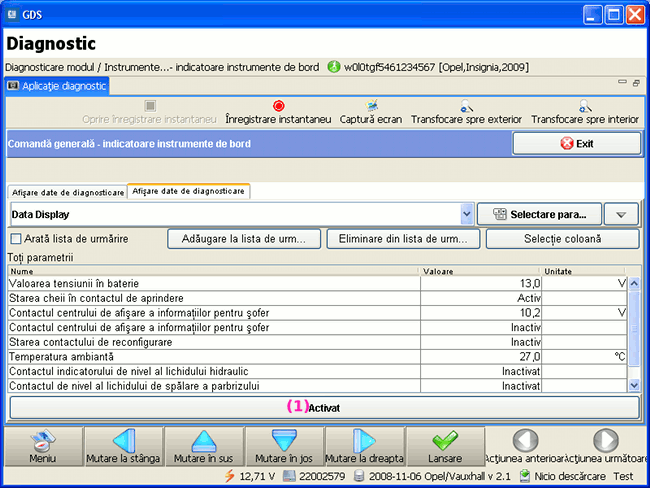 GDS
Diagnostic
Diagnosticare modul / Instrumente...- indicatoare instrumente de bord w0l0tgf5461234567 [Opel,Insignia,2009]
Aplicaţie diagnostic
Oprire înregistrare instantaneu Înregistrare instantaneu Captură ecran Transfocare spre exterior Transfocare spre interior
Comandă generală - indicatoare instrumente de bord Exit
Afişare date de diagnosticare Afişare date de diagnosticare
Data Display Selectare para...
Arată lista de urmărire Adăugare la lista de urm... Eliminare din lista de urm... Selecţie coloană
Toţi parametrii
Nume Valoare Unitate
Valoarea tensiunii în baterie 13,0 V
Starea cheii în contactul de aprindere Activ
Contactul centrului de afişare a informaţiilor pentru şofer 10,2 V
Contactul centrului de afişare a informaţiilor pentru şofer Inactiv
Starea contactului de reconfigurare Inactiv
Temperatura ambiantă 27,0 °C
Contactul indicatorului de nivel al lichidului hidraulic Inactivat
Contactul de nivel al lichidului de spălare a parbrizului Inactivat
(1) Activat
Meniu Mutare la stânga Mutare în sus Mutare în jos Mutare la dreapta Lansare Acţiunea anterioar Acţiunea următoare
12,71 V 22002579 2008-11-06 Opel/Vauxhall v 2.1 Nicio descărcare Test